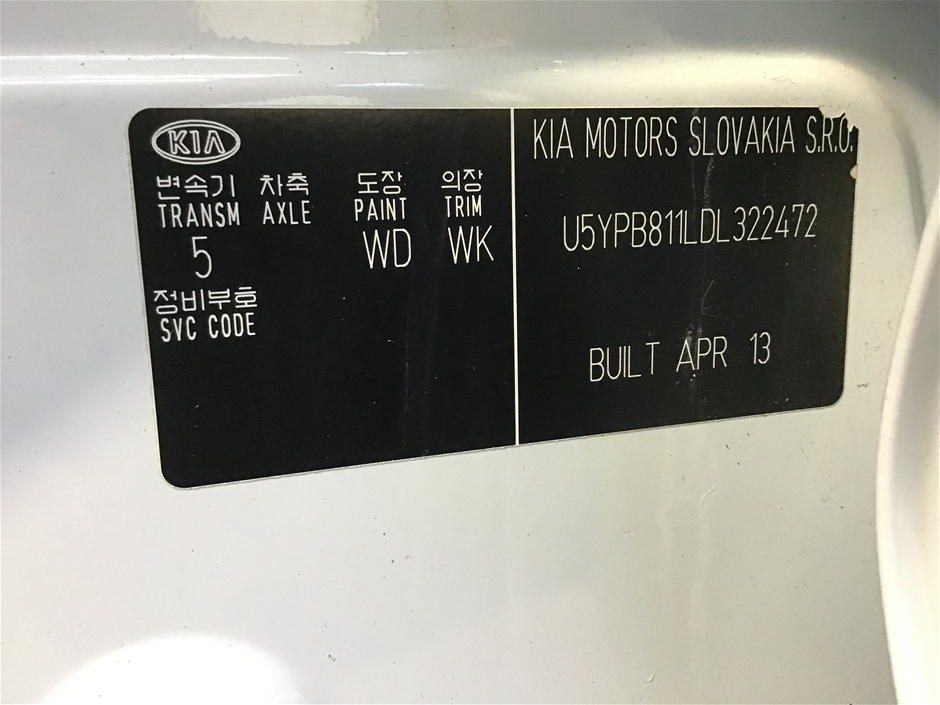 KIA
변속기 차축 도장 의장
TRANSM AXLE PAINT TRIM
5 WD WK
정비부호
SVC CODE
KIA MOTORS SLOVAKIA S.R.O.
U5YPB811LDL322472
BUILT APR 13